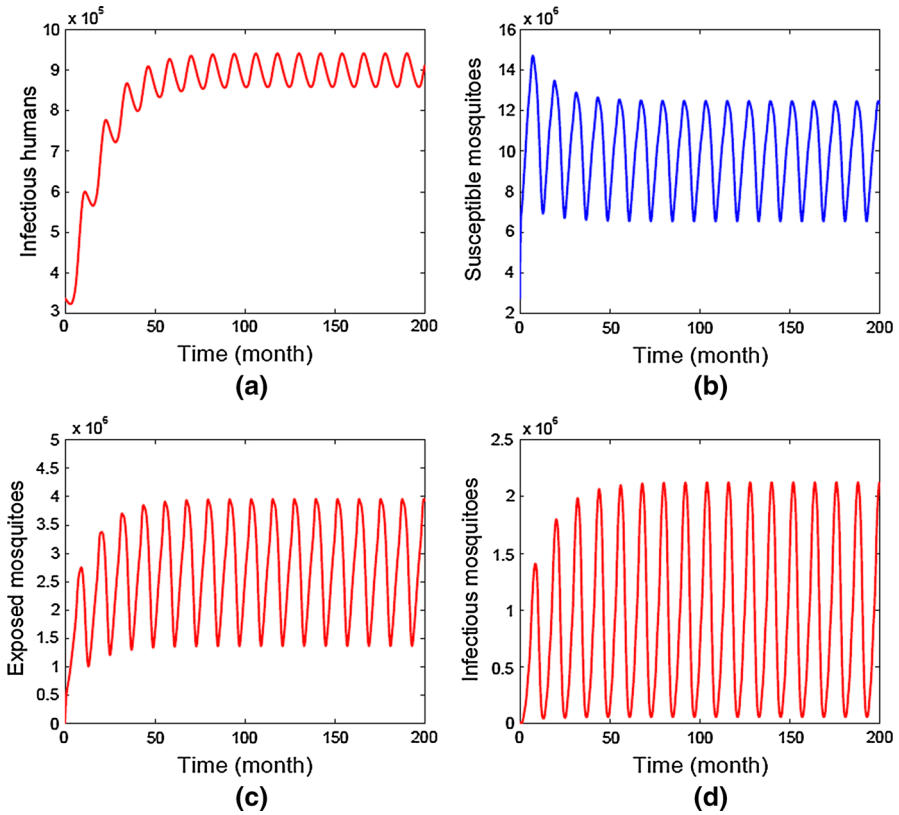 x 10^5
Infectious humans
10
9
8
7
6
5
4
3
0 50 100 150 200
Time (month)
(a)
x 10^6
Susceptible mosquitoes
16
14
12
10
8
6
4
2
0 50 100 150 200
Time (month)
(b)
x 10^6
Exposed mosquitoes
5
4.5
4
3.5
3
2.5
2
1.5
1
0.5
0
0 50 100 150 200
Time (month)
(c)
x 10^6
Infectious mosquitoes
2.5
2
1.5
1
0.5
0
0 50 100 150 200
Time (month)
(d)